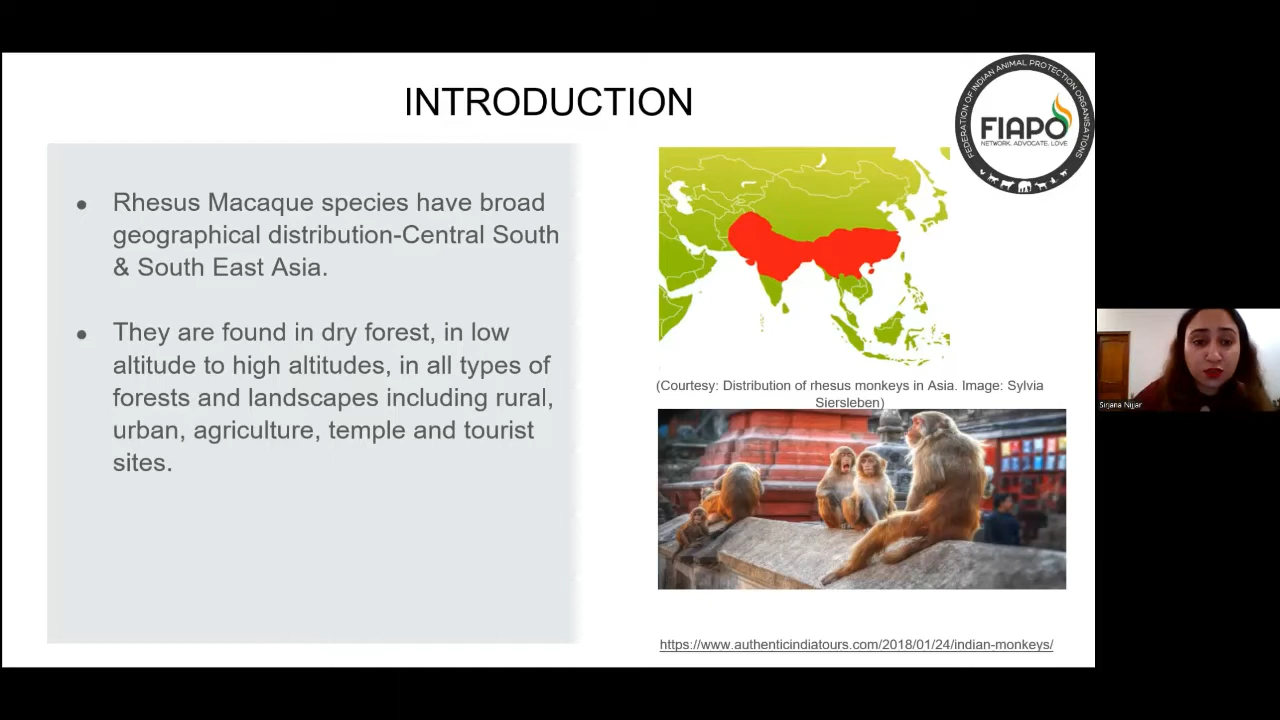 INTRODUCTION
FEDERATION OF INDIAN ANIMAL PROTECTION ORGANISATIONS
FIAPO
NETWORK. ADVOCATE. LOVE
● Rhesus Macaque species have broad
geographical distribution-Central South
& South East Asia.
● They are found in dry forest, in low
altitude to high altitudes, in all types of
forests and landscapes including rural,
urban, agriculture, temple and tourist
sites.
(Courtesy: Distribution of rhesus monkeys in Asia. Image: Sylvia
Siersleben)
https://www.authenticindiatours.com/2018/01/24/indian-monkeys/
Sirjana Nijjar